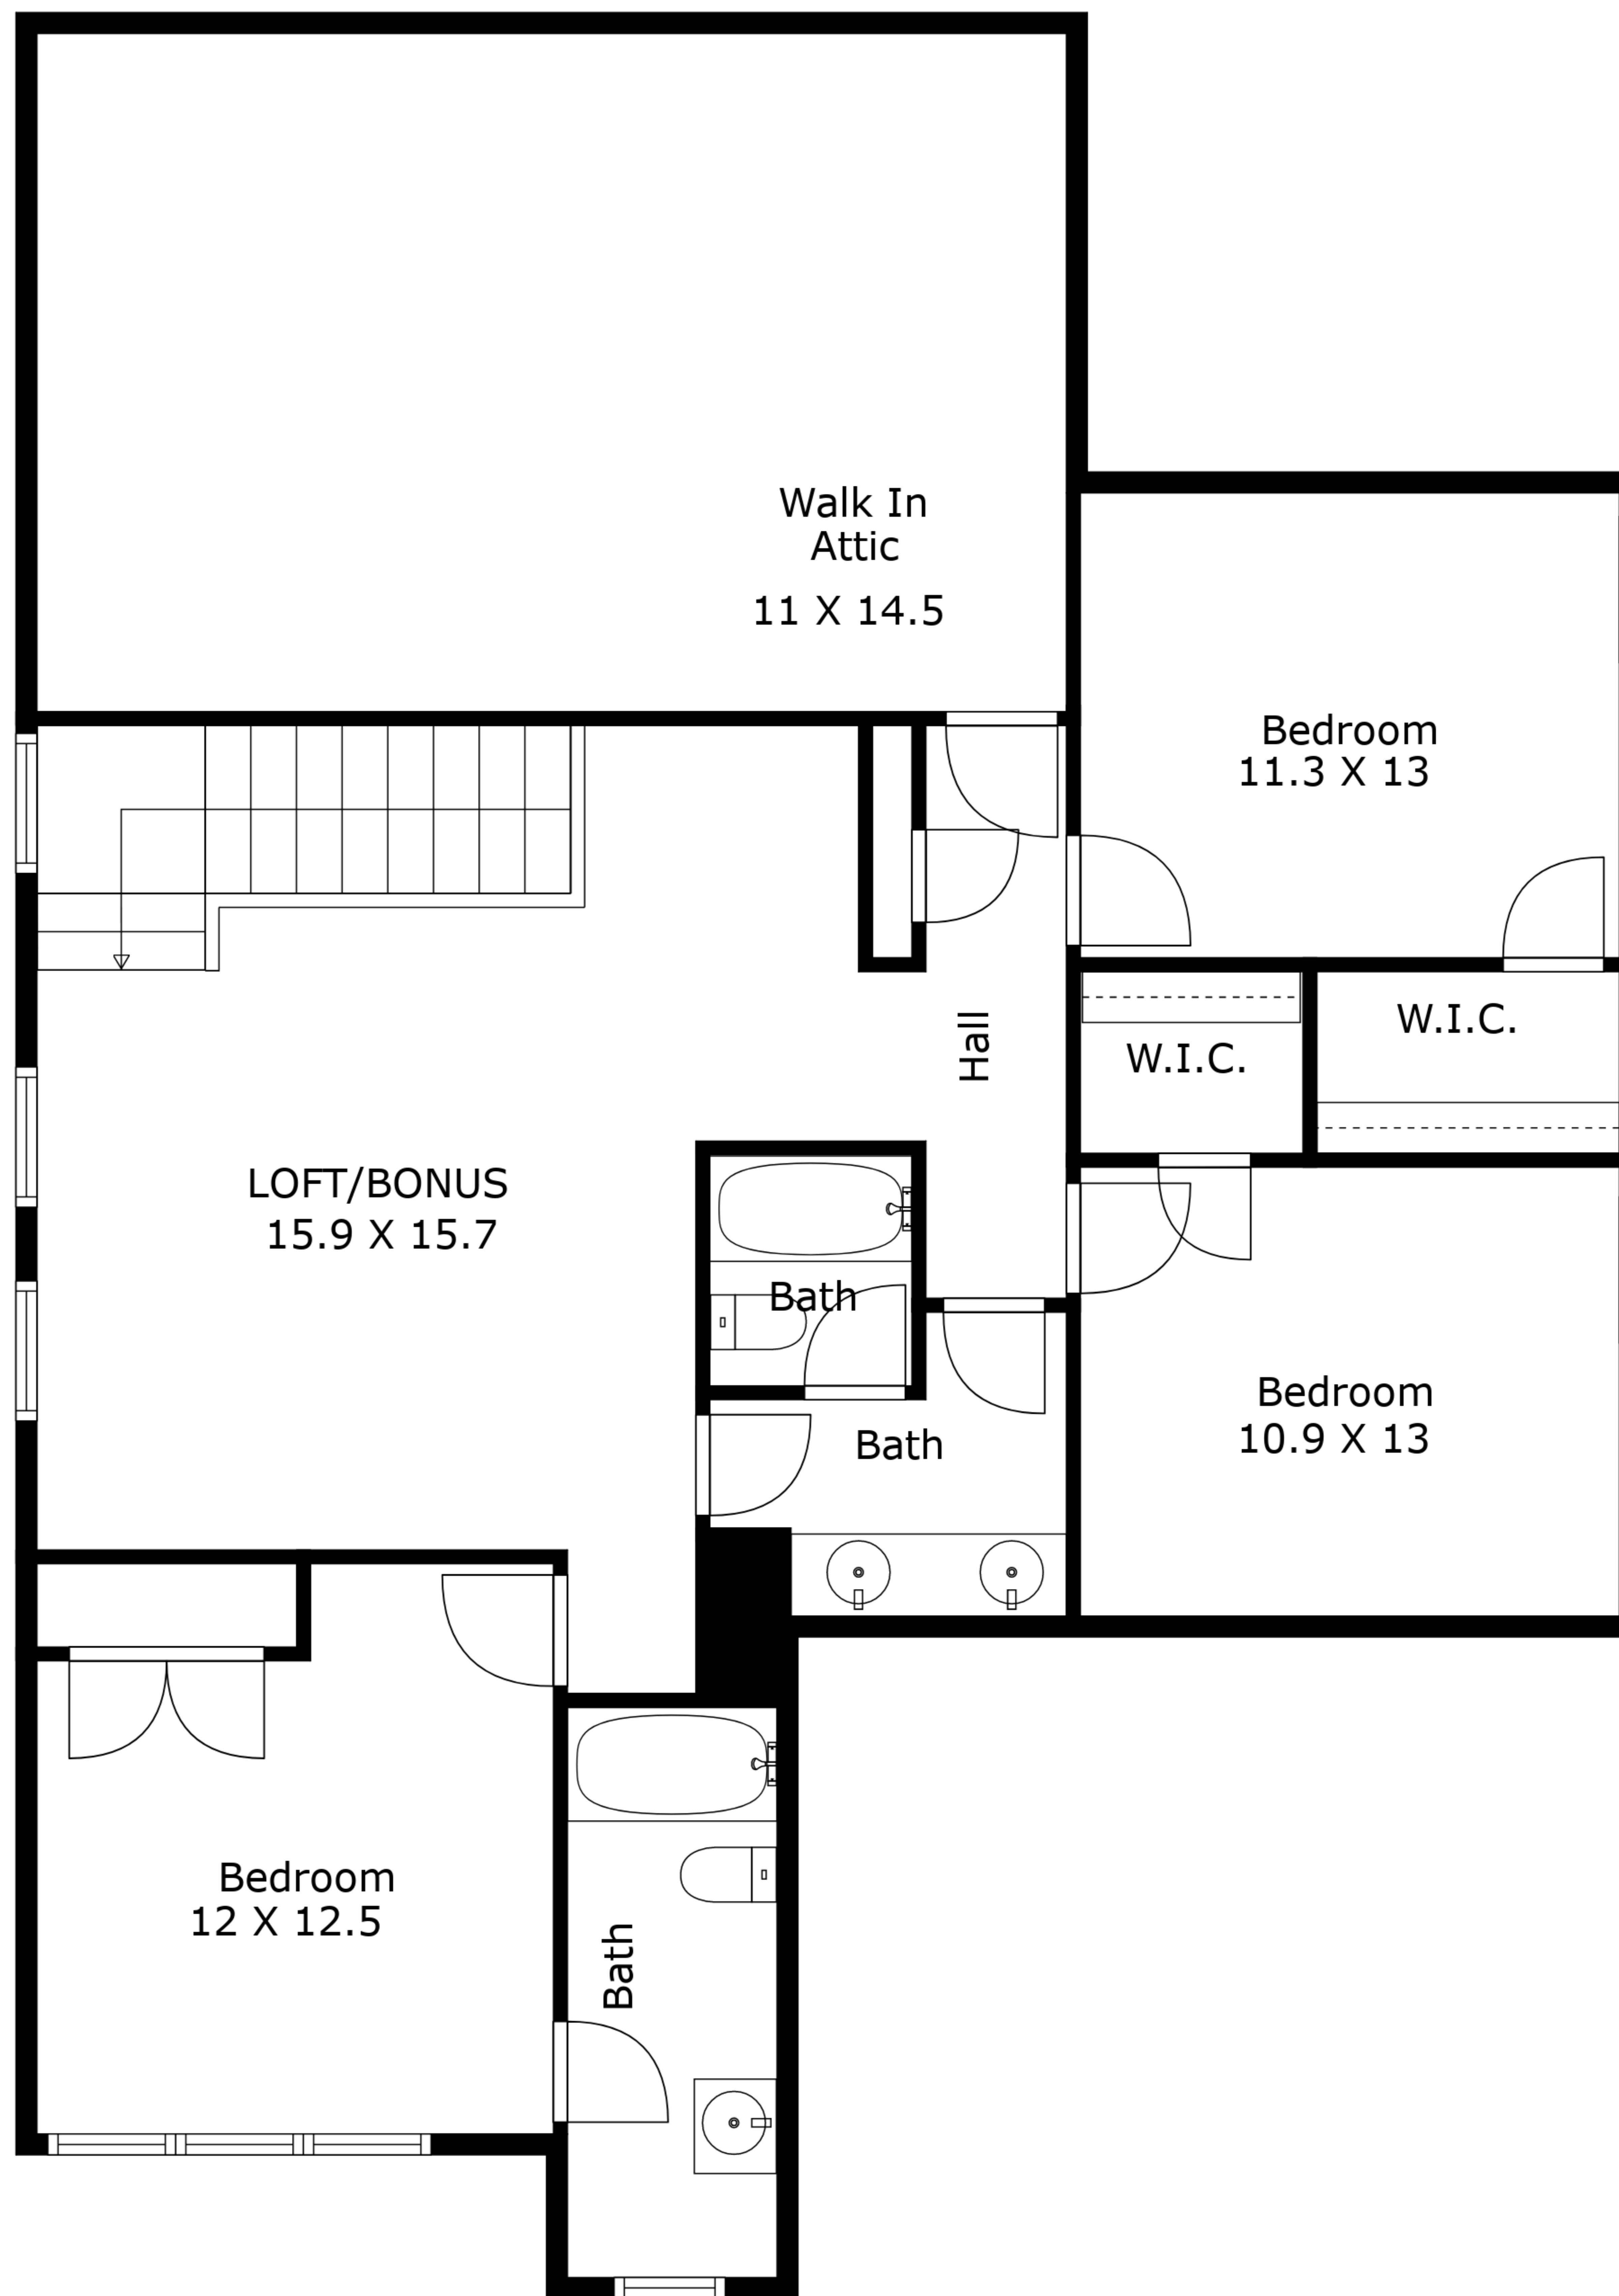 Walk In
Attic
11 X 14.5
Bedroom
11.3 X 13
Hall
W.I.C.
W.I.C.
LOFT/BONUS
15.9 X 15.7
Bath
Bath
Bedroom
10.9 X 13
Bedroom
12 X 12.5
Bath